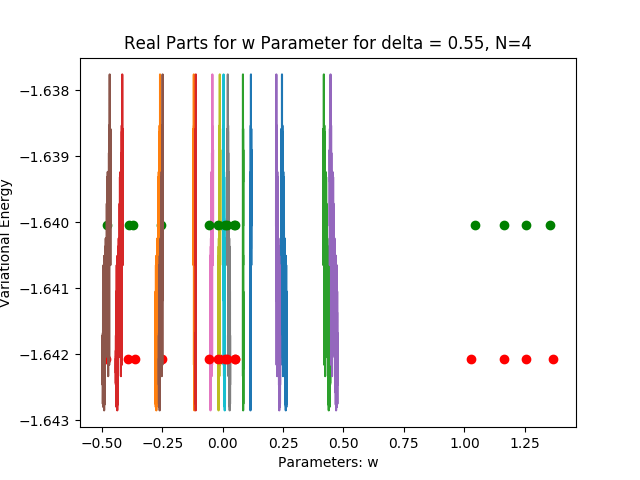 Real Parts for w Parameter for delta = 0.55, N=4
Variational Energy
−1.638
−1.639
−1.640
−1.641
−1.642
−1.643
−0.50 −0.25 0.00 0.25 0.50 0.75 1.00 1.25
Parameters: w